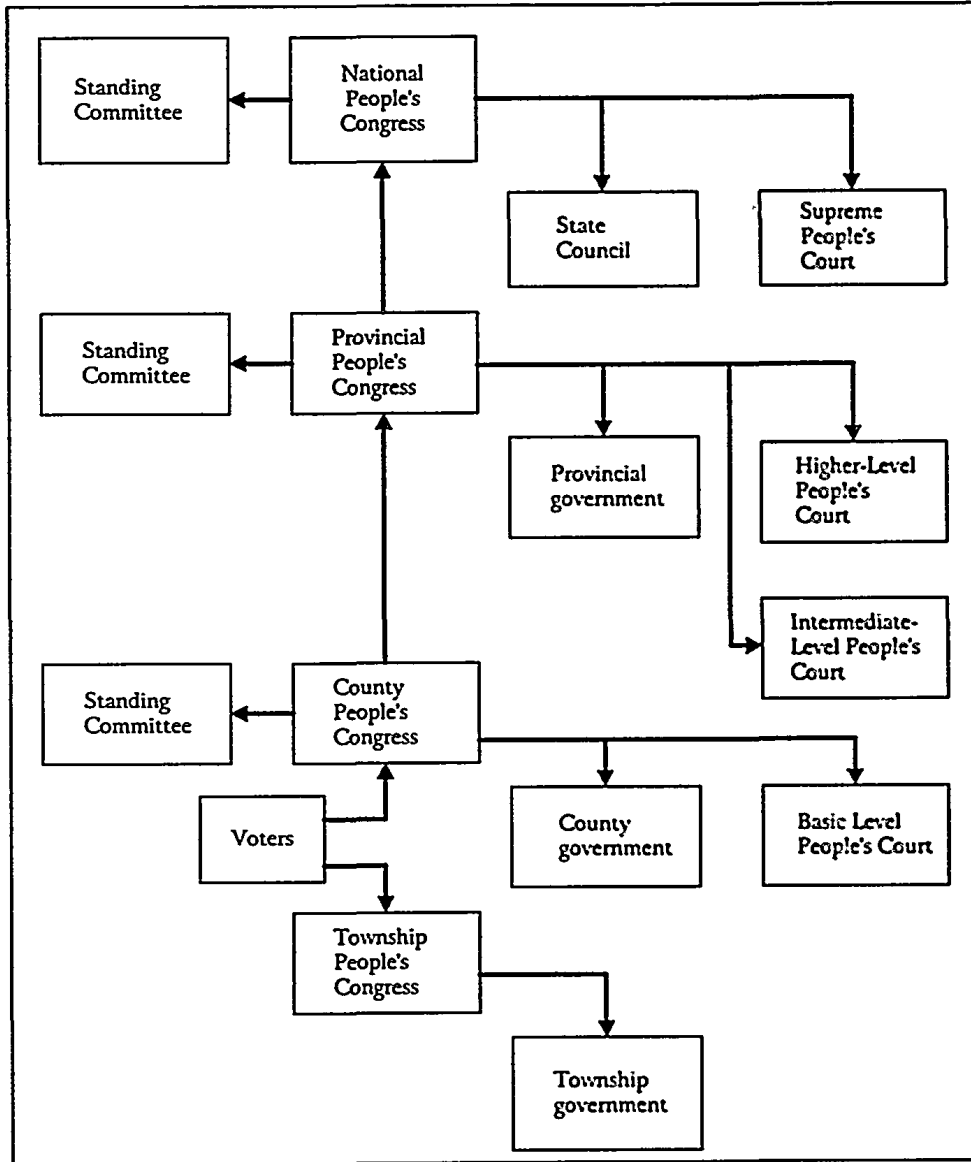 Standing
Committee
National
People's
Congress
State
Council
Supreme
People's
Court
Standing
Committee
Provincial
People's
Congress
Provincial
government
Higher-Level
People's
Court
Intermediate-
Level People's
Court
Standing
Committee
County
People's
Congress
Voters
County
government
Basic Level
People's Court
Township
People's
Congress
Township
government